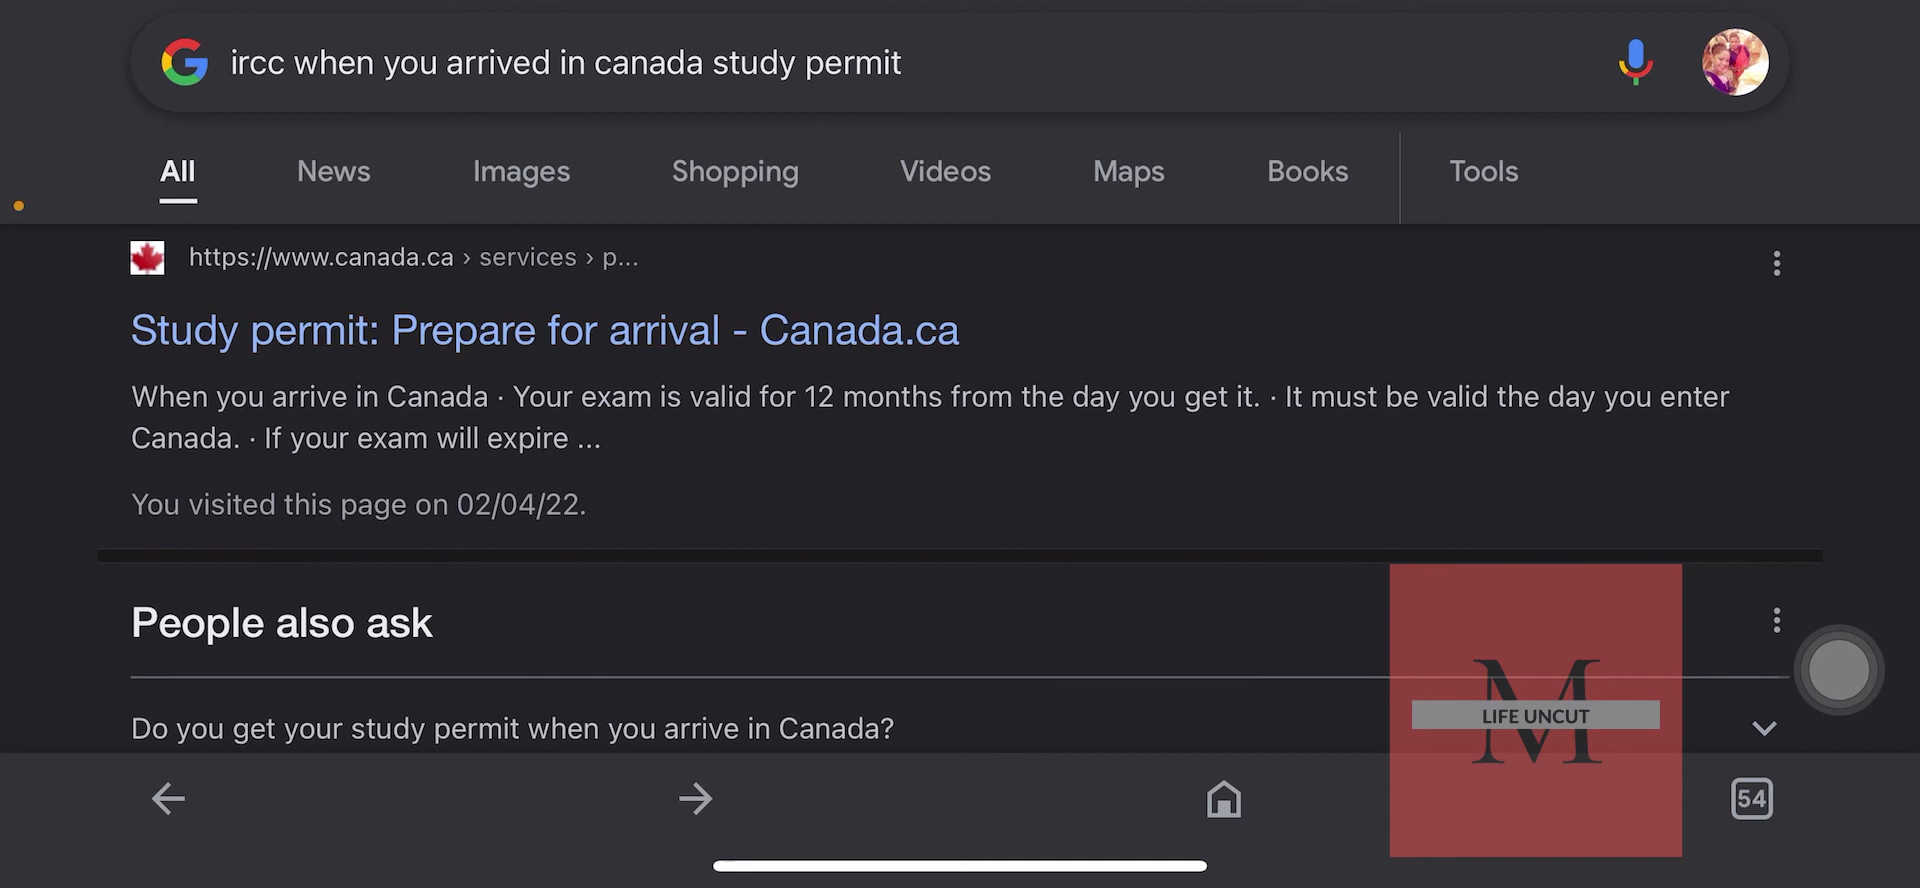 ircc when you arrived in canada study permit
All News Images Shopping Videos Maps Books Tools
https://www.canada.ca › services › p...
Study permit: Prepare for arrival - Canada.ca
When you arrive in Canada · Your exam is valid for 12 months from the day you get it. · It must be valid the day you enter
Canada. · If your exam will expire ...
You visited this page on 02/04/22.
People also ask
Do you get your study permit when you arrive in Canada?
M
LIFE UNCUT
54